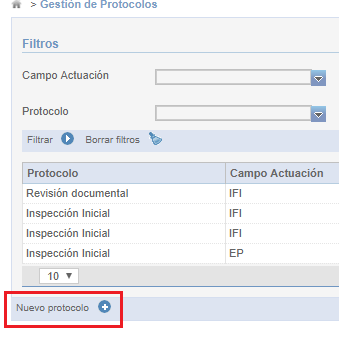 > Gestión de Protocolos
Filtros
Campo Actuación
Protocolo
Filtrar Borrar filtros
Protocolo Campo Actuación
Revisión documental IFI
Inspección Inicial IFI
Inspección Inicial IFI
Inspección Inicial EP
10
Nuevo protocolo